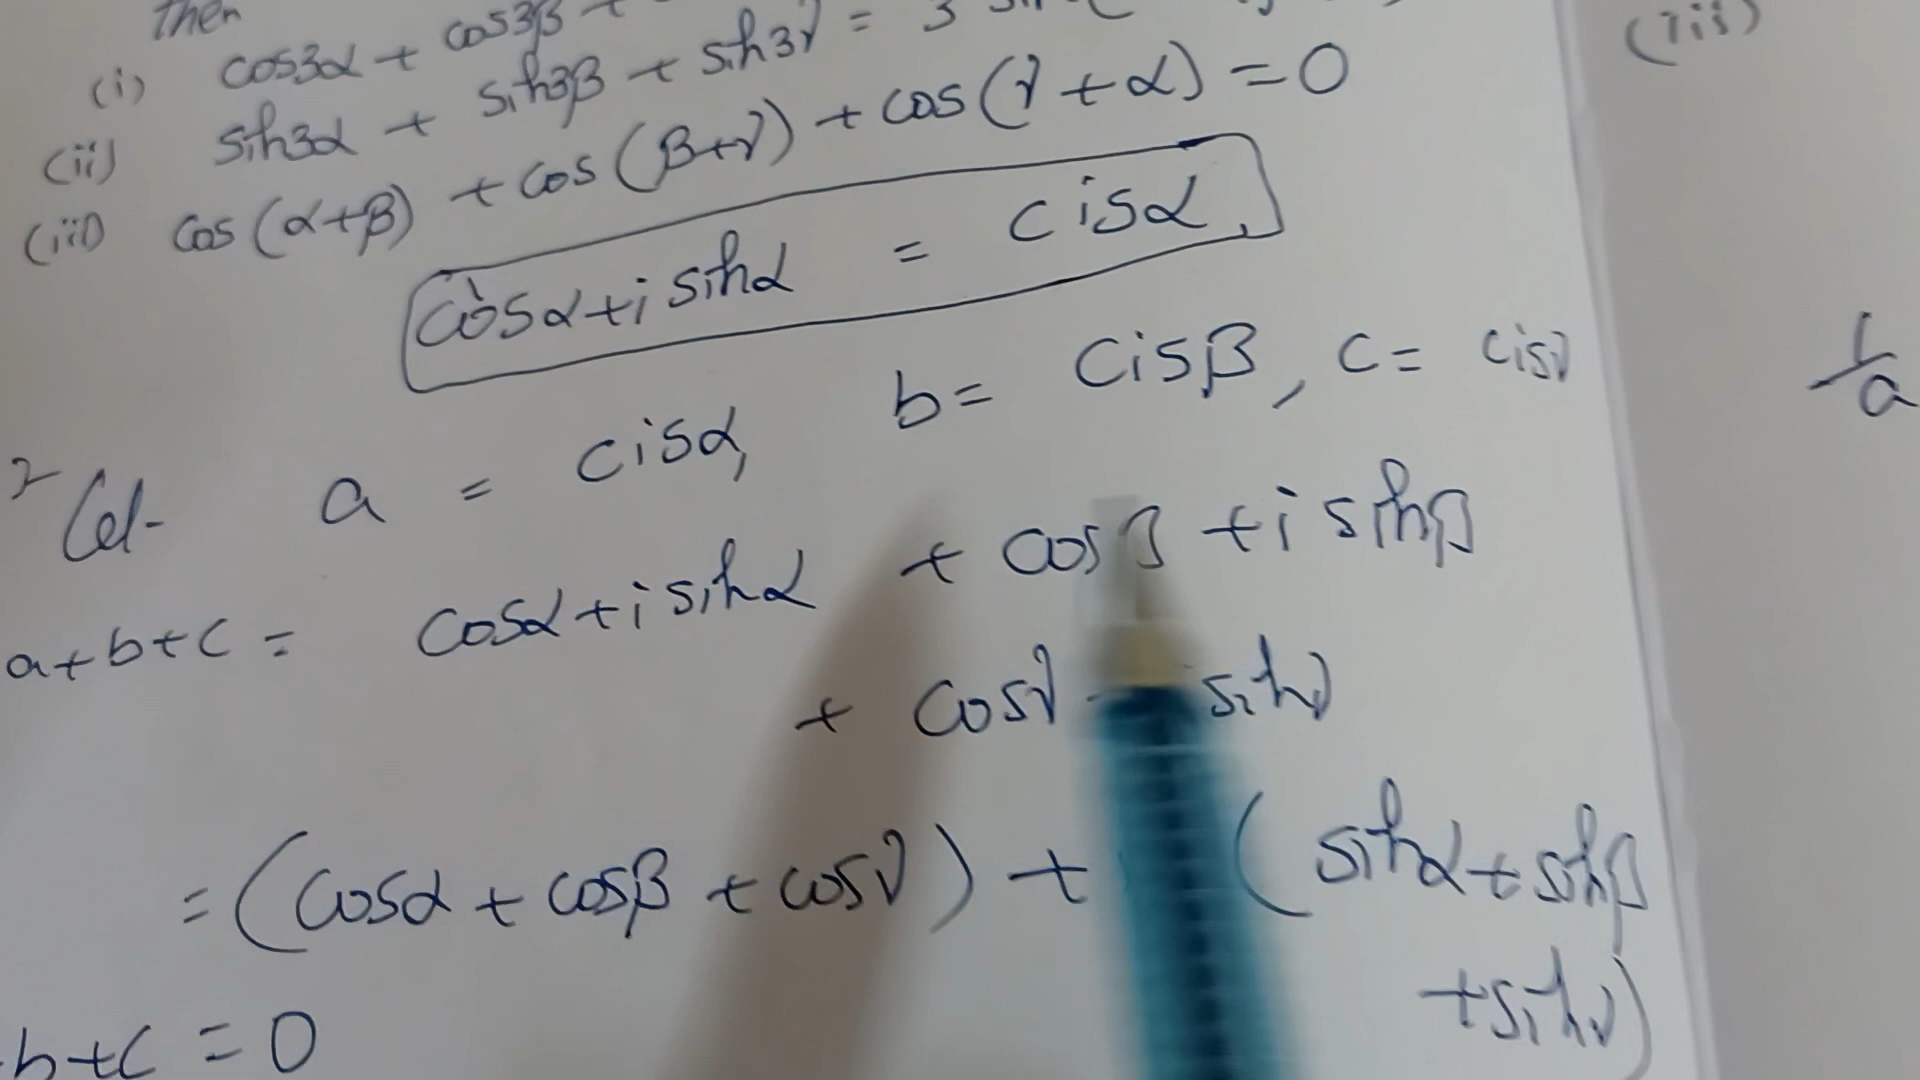 then
(i) cos3α + cos3β +
(ii) sin3α + sin3β + sin3γ = 3
(iii) cos(α+β) + cos(β+γ) + cos(γ+α) = 0
cosα+i sinα = cisα
Let a = cisα, b = cisβ, c = cisγ
a+b+c = cosα+i sinα + cosβ +i sinβ
+ cosγ sinγ
= (cosα + cosβ + cosγ) + (sinα+sinβ
+sinγ)
b+c = 0
(iii)
1/a